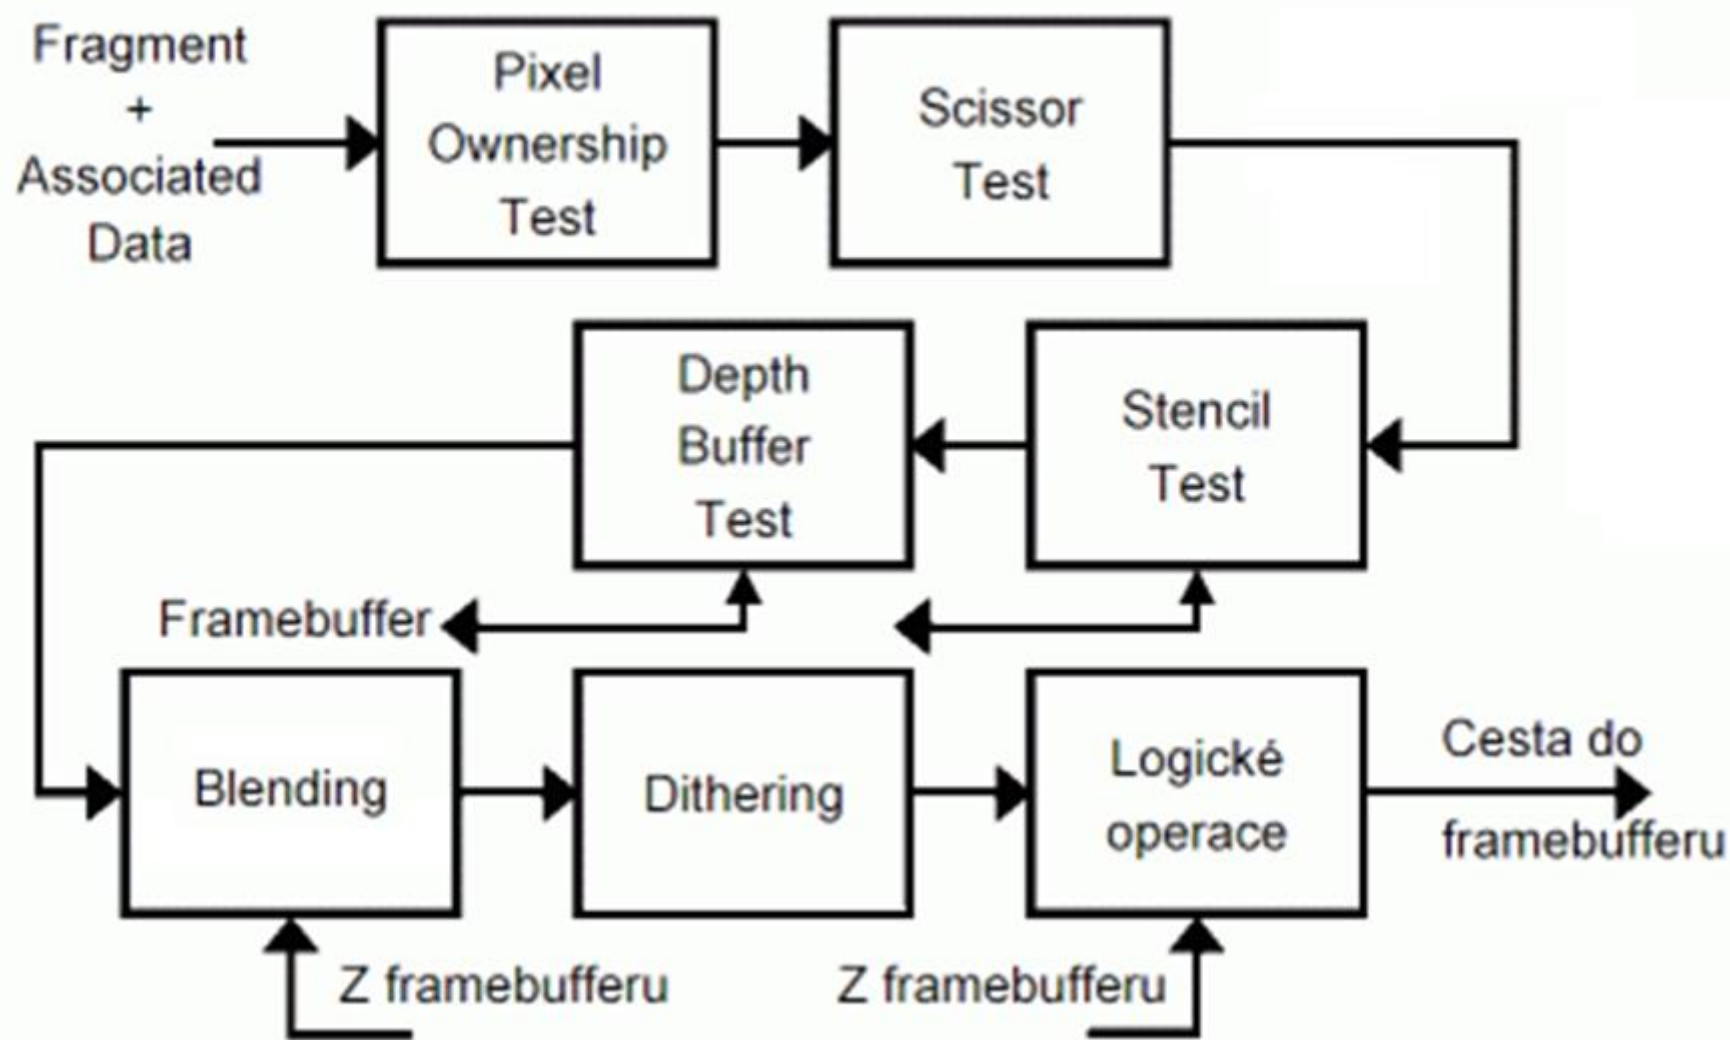 Fragment
+
Associated
Data
Pixel
Ownership
Test
Scissor
Test
Depth
Buffer
Test
Stencil
Test
Framebuffer
Blending
Dithering
Logické
operace
Cesta do
framebufferu
Z framebufferu
Z framebufferu